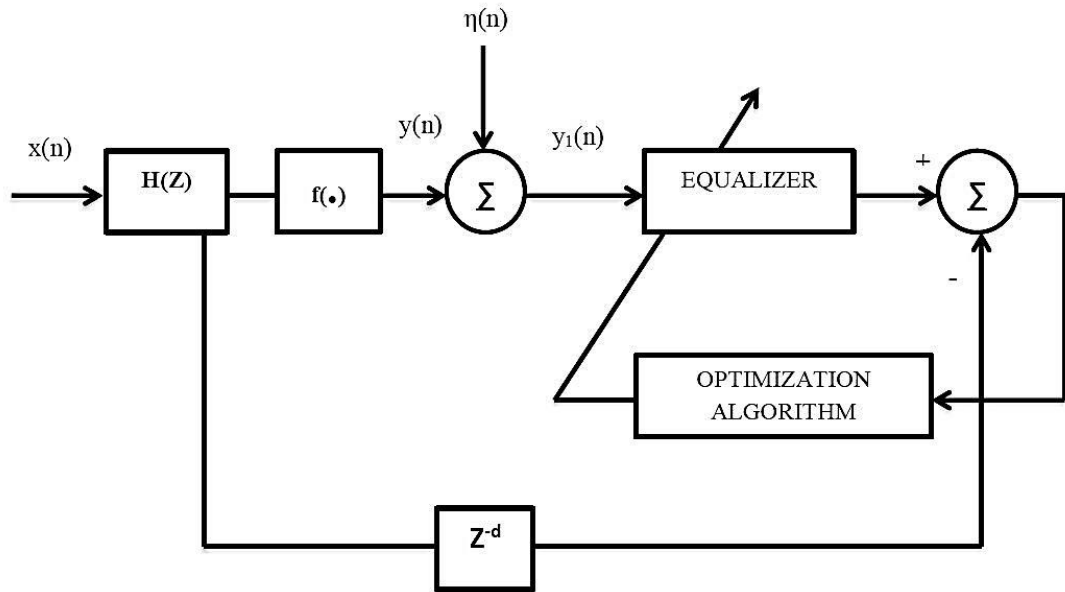 η(n)
x(n)
H(Z)
f(•)
y(n)
Σ
y₁(n)
EQUALIZER
+
Σ
-
OPTIMIZATION
ALGORITHM
Z⁻ᵈ